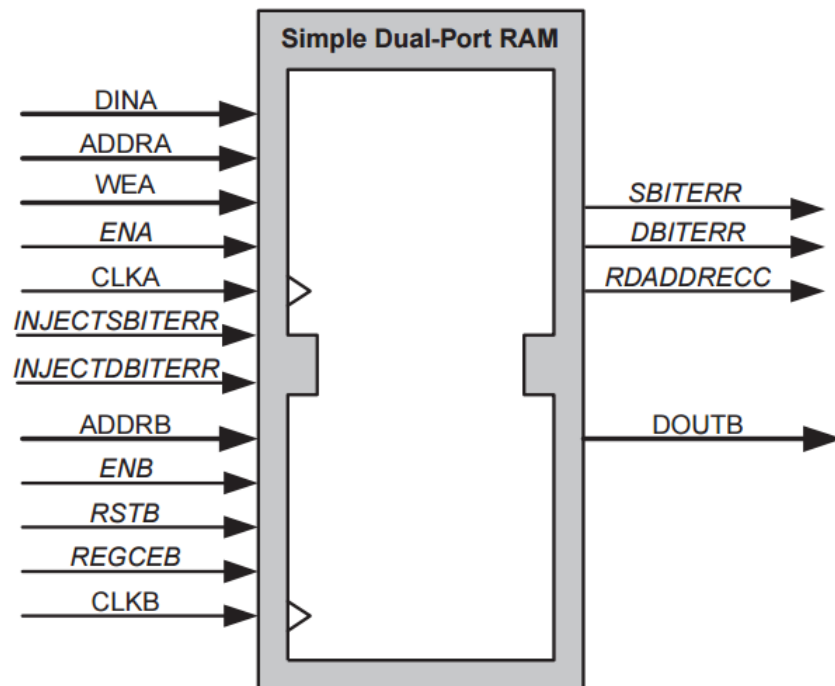 Simple Dual-Port RAM
DINA
ADDRA
WEA
ENA
CLKA
INJECTSBITERR
INJECTDBITERR
ADDRB
ENB
RSTB
REGCEB
CLKB
SBITERR
DBITERR
RDADDRECC
DOUTB